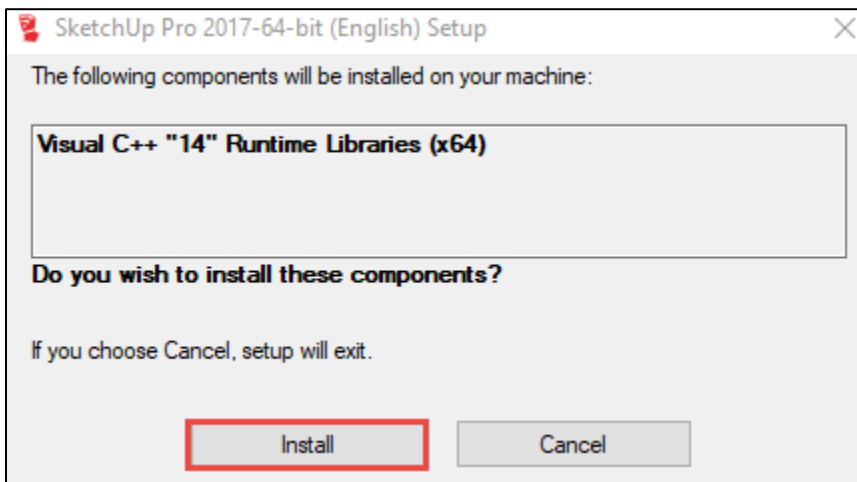 SketchUp Pro 2017-64-bit (English) Setup
The following components will be installed on your machine:
Visual C++ "14" Runtime Libraries (x64)
Do you wish to install these components?
If you choose Cancel, setup will exit.
Install Cancel